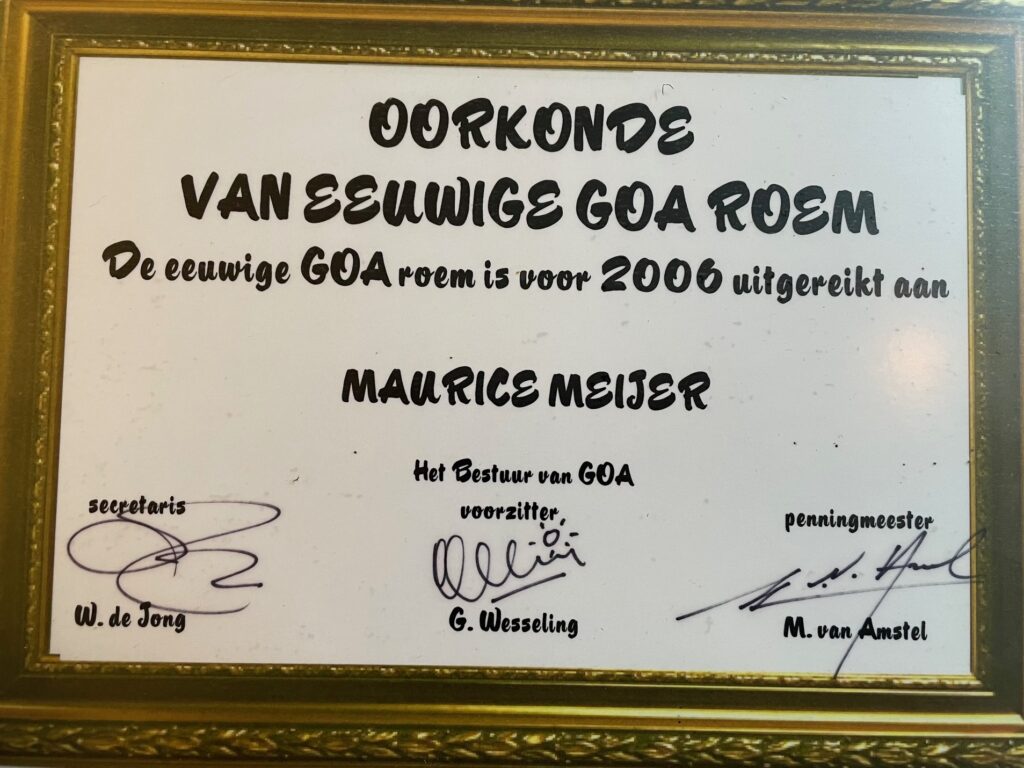 OORKONDE
VAN EEUWIGE GOA ROEM
De eeuwige GOA roem is voor 2006 uitgereikt aan
MAURICE MEIJER
Het Bestuur van GOA
secretaris
voorzitter,
penningmeester
W. de Jong
G. Wesseling
M. van Amstel